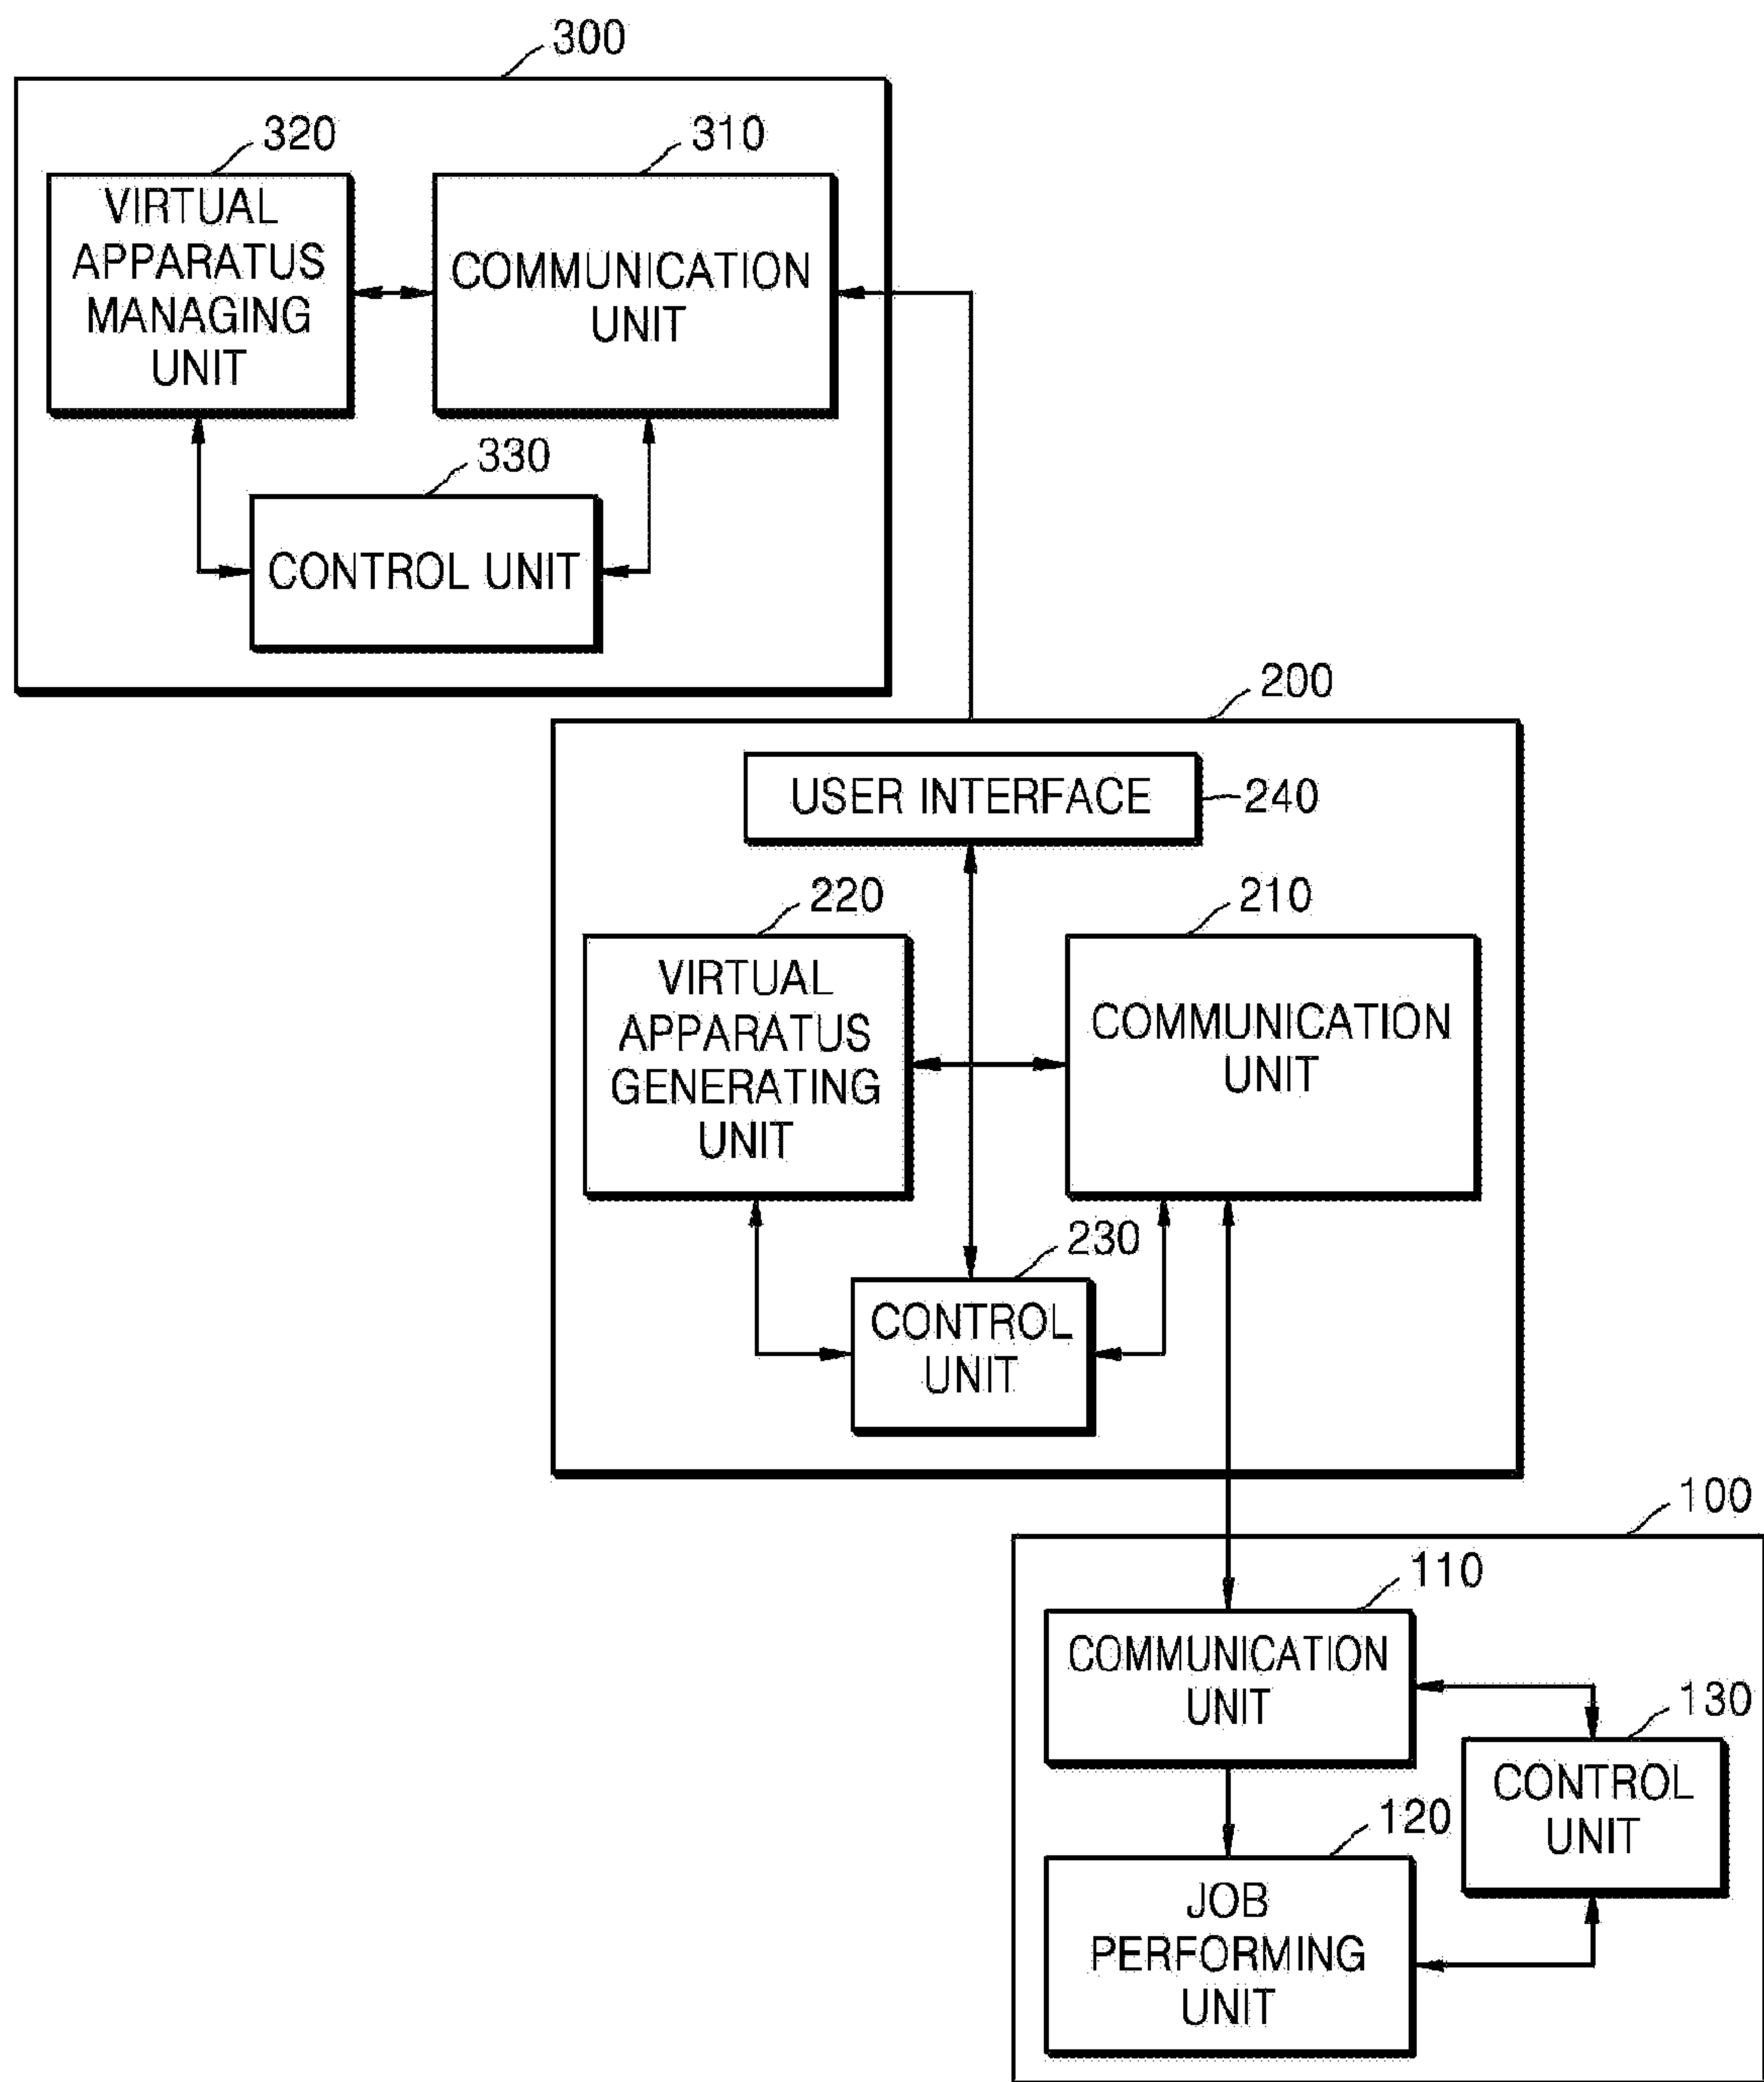 300
320
310
VIRTUAL
APPARATUS
MANAGING
UNIT
COMMUNICATION
UNIT
330
CONTROL UNIT
200
USER INTERFACE
240
220
210
VIRTUAL
APPARATUS
GENERATING
UNIT
COMMUNICATION
UNIT
230
CONTROL
UNIT
100
110
COMMUNICATION
UNIT
130
CONTROL
UNIT
120
JOB
PERFORMING
UNIT